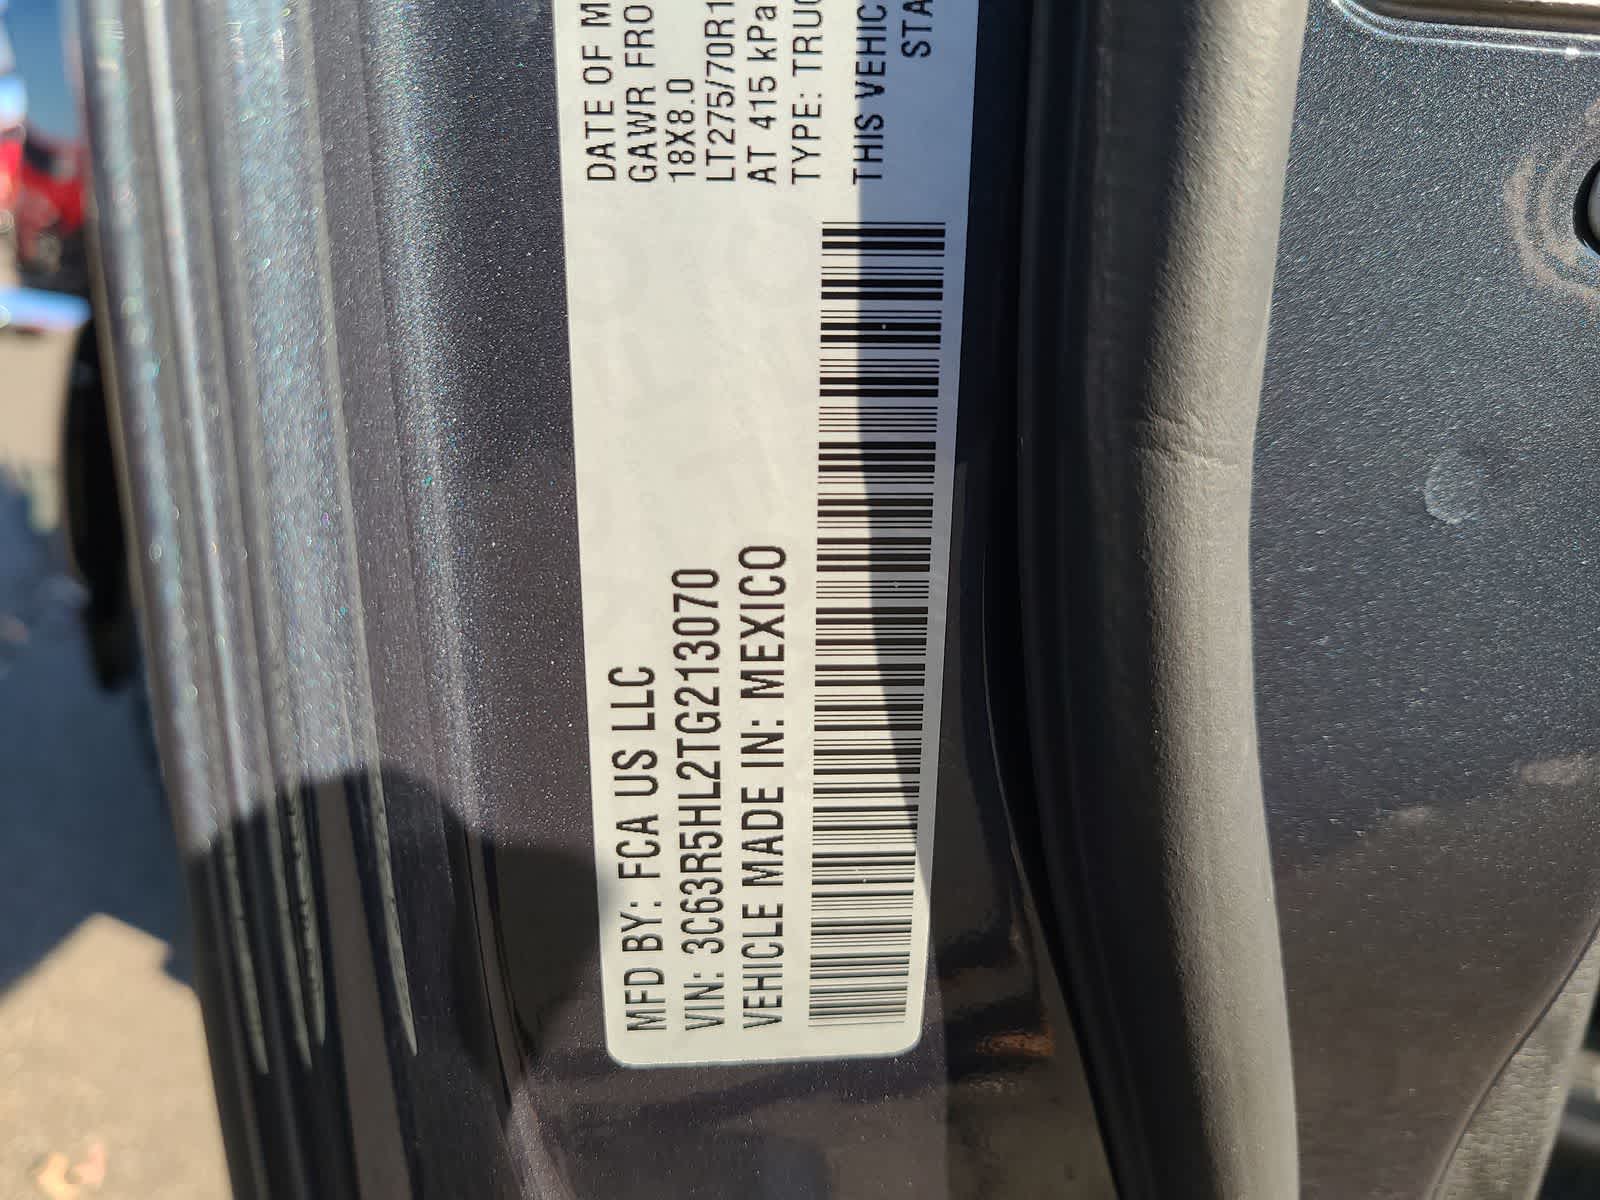 MFD BY: FCA US LLC
VIN: 3C63R5HL2TG213070
VEHICLE MADE IN: MEXICO
DATE OF M
GAWR FRO
18X8.0
LT275/70R1
AT 415 kPa
TYPE: TRUC
THIS VEHIC
STA